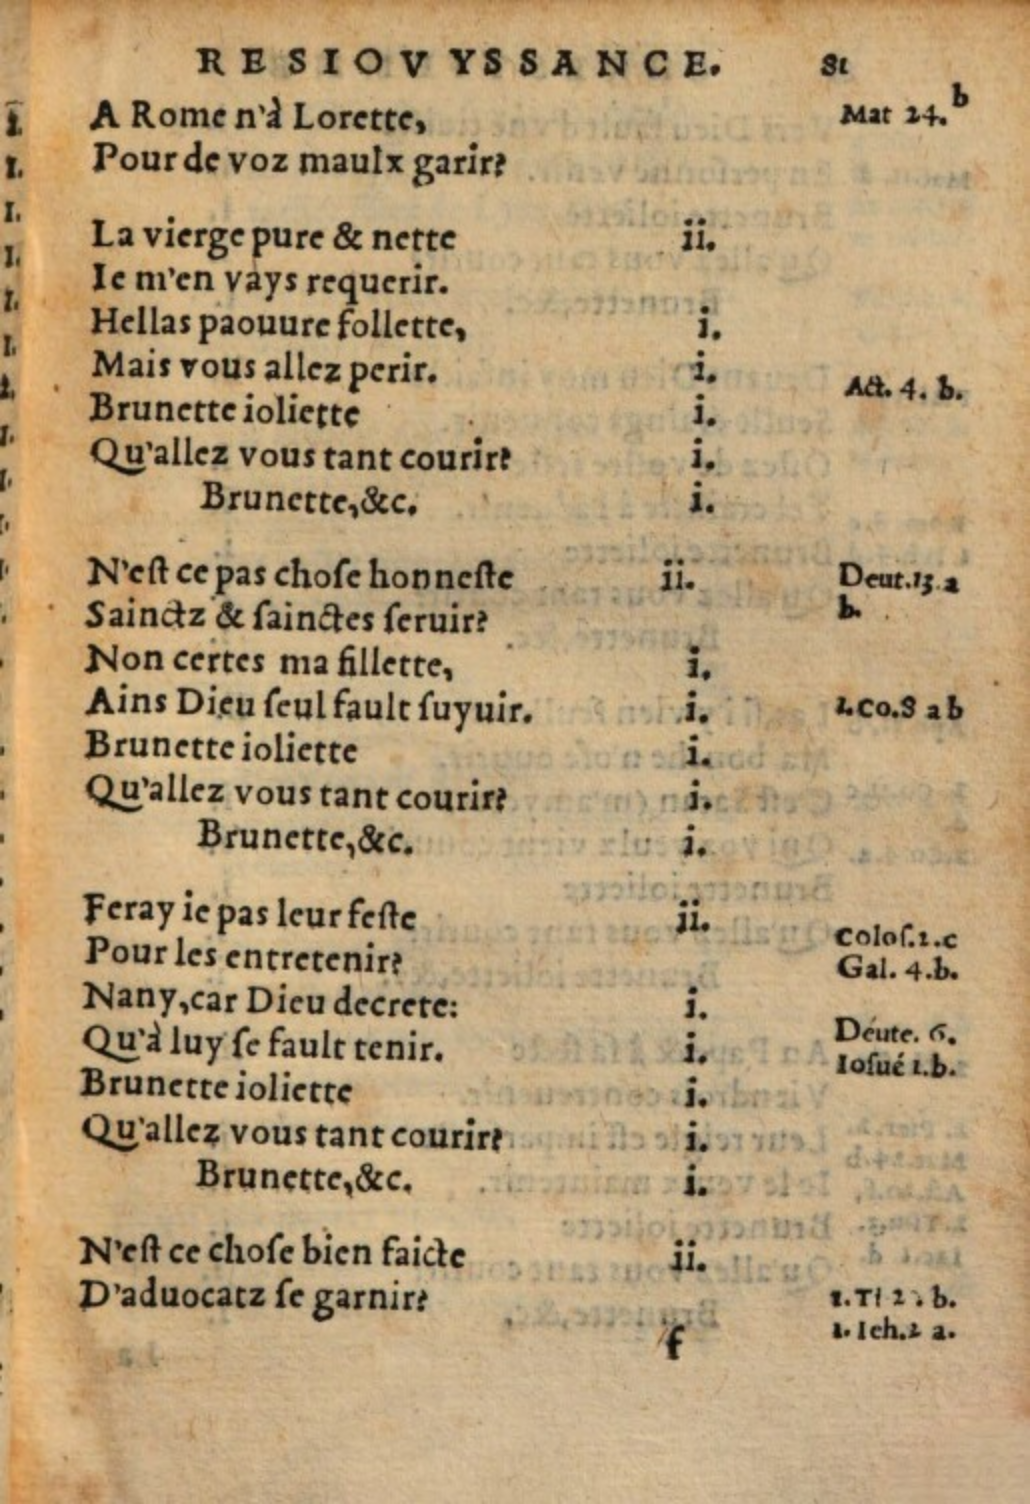 RESIOVYSSANCE. 81
A Rome n'à Lorette, Mat 24. b
Pour de voz maulx garir?
La vierge pure & nette ii.
Ie m'en vays requerir.
Hellas paouure follette, i.
Mais vous allez perir. i. Act. 4. b.
Brunette ioliette i.
Qu'allez vous tant courir? i.
Brunette,&c. i.
N'eſt ce pas choſe honneſte ii. Deut.13.a
Sainctz & ſainctes ſeruir? b.
Non certes ma fillette, i.
Ains Dieu ſeul fault ſuyuir. i. 1.Co.8 a b
Brunette ioliette i.
Qu'allez vous tant courir? i.
Brunette,&c. i.
Feray ie pas leur feſte ii. Coloſ.2.c
Pour les entretenir? Gal. 4.b.
Nany,car Dieu decrete: i.
Qu'à luy ſe fault tenir. i. Deute. 6.
Ioſué 1.b.
Brunette ioliette i.
Qu'allez vous tant courir? i.
Brunette,&c. i.
N'eſt ce choſe bien faicte ii.
D'aduocatz ſe garnir? 1.Ti 2. b.
f 1. Ieh.2 a.